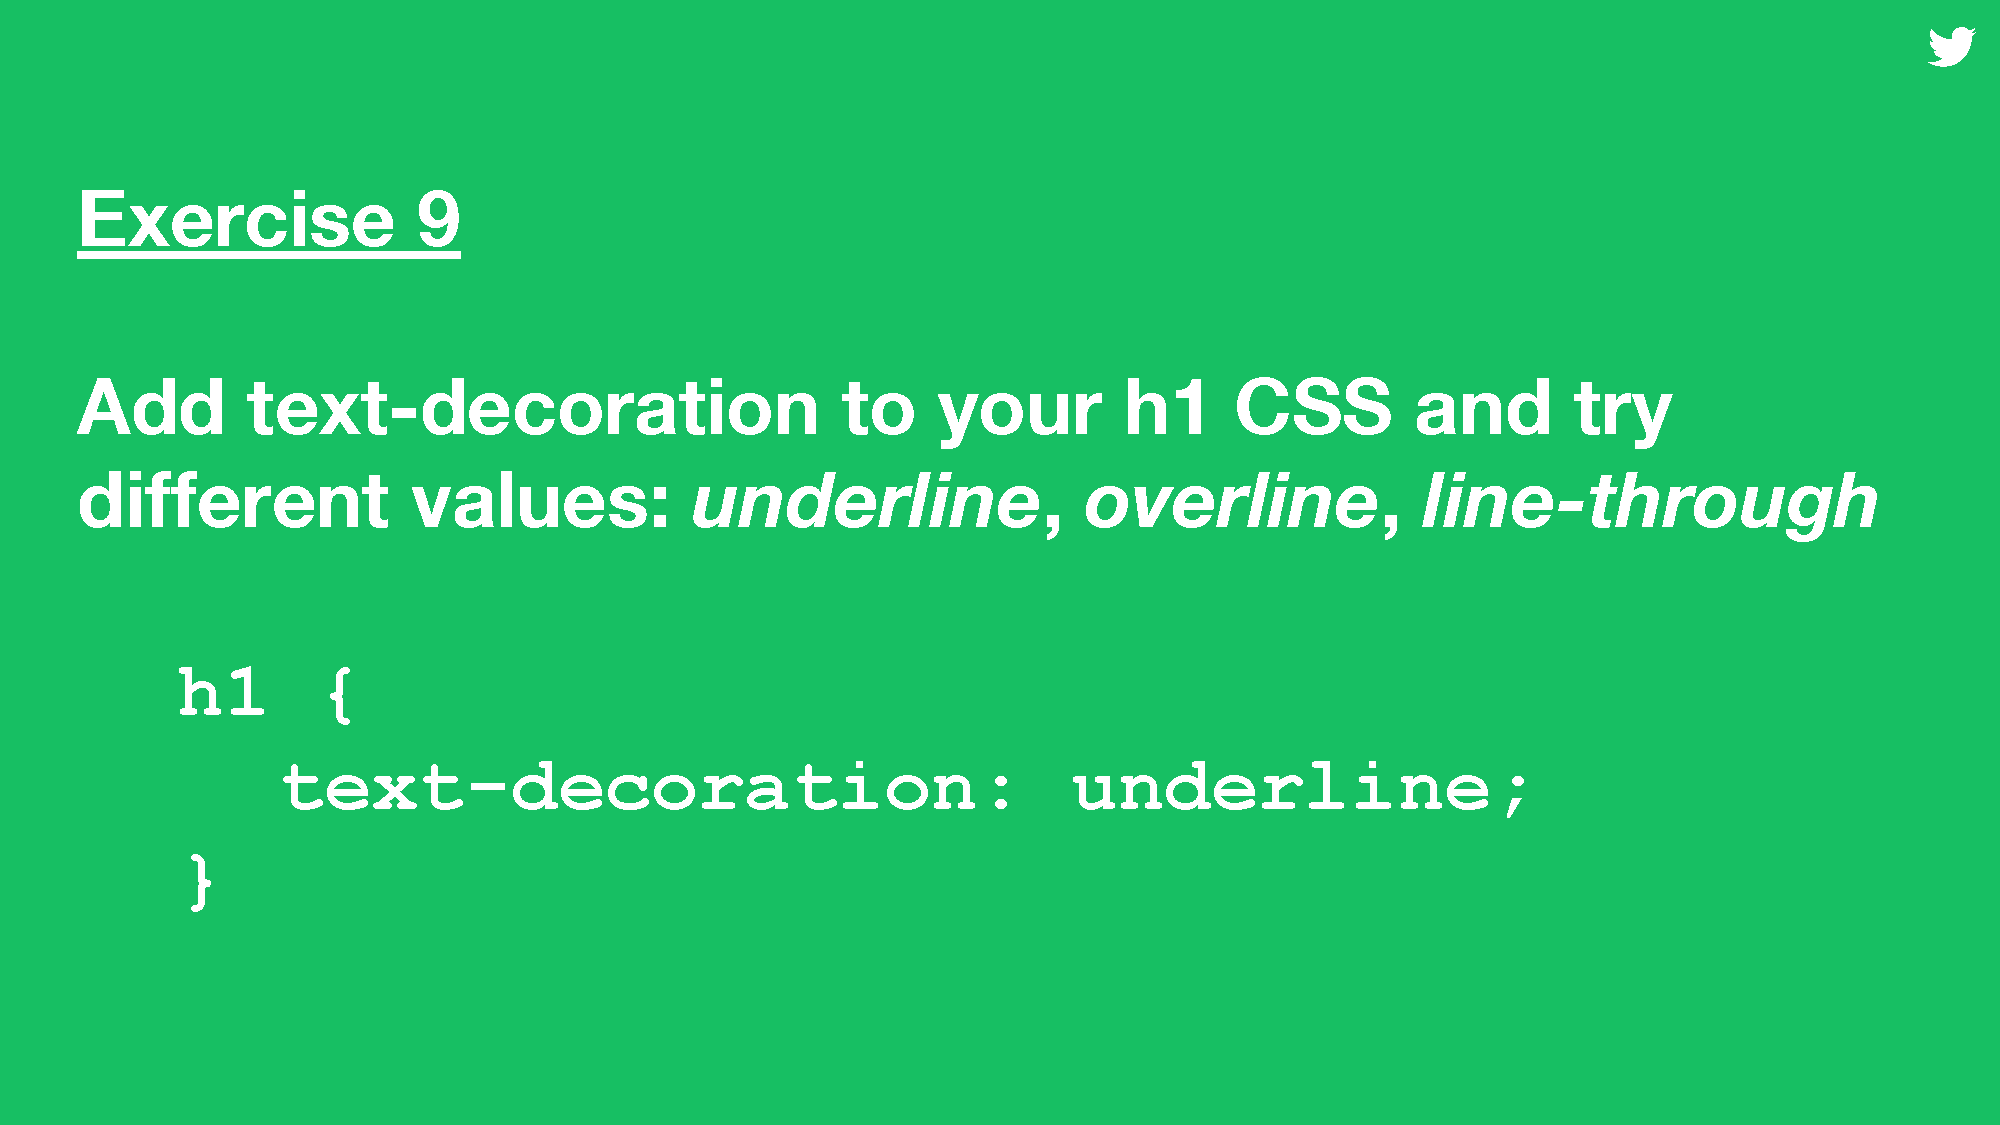 Exercise 9
Add text-decoration to your h1 CSS and try
different values: underline, overline, line-through
h1 {
text-decoration: underline;
}